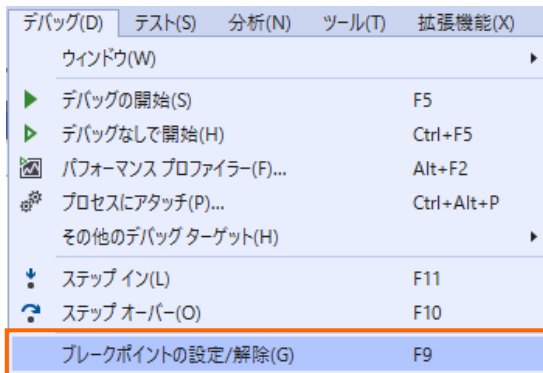 デバッグ(D) テスト(S) 分析(N) ツール(T) 拡張機能(X)
ウィンドウ(W)
デバッグの開始(S) F5
デバッグなしで開始(H) Ctrl+F5
パフォーマンス プロファイラー(F)... Alt+F2
プロセスにアタッチ(P)... Ctrl+Alt+P
その他のデバッグ ターゲット(H)
ステップ イン(L) F11
ステップ オーバー(O) F10
ブレークポイントの設定/解除(G) F9